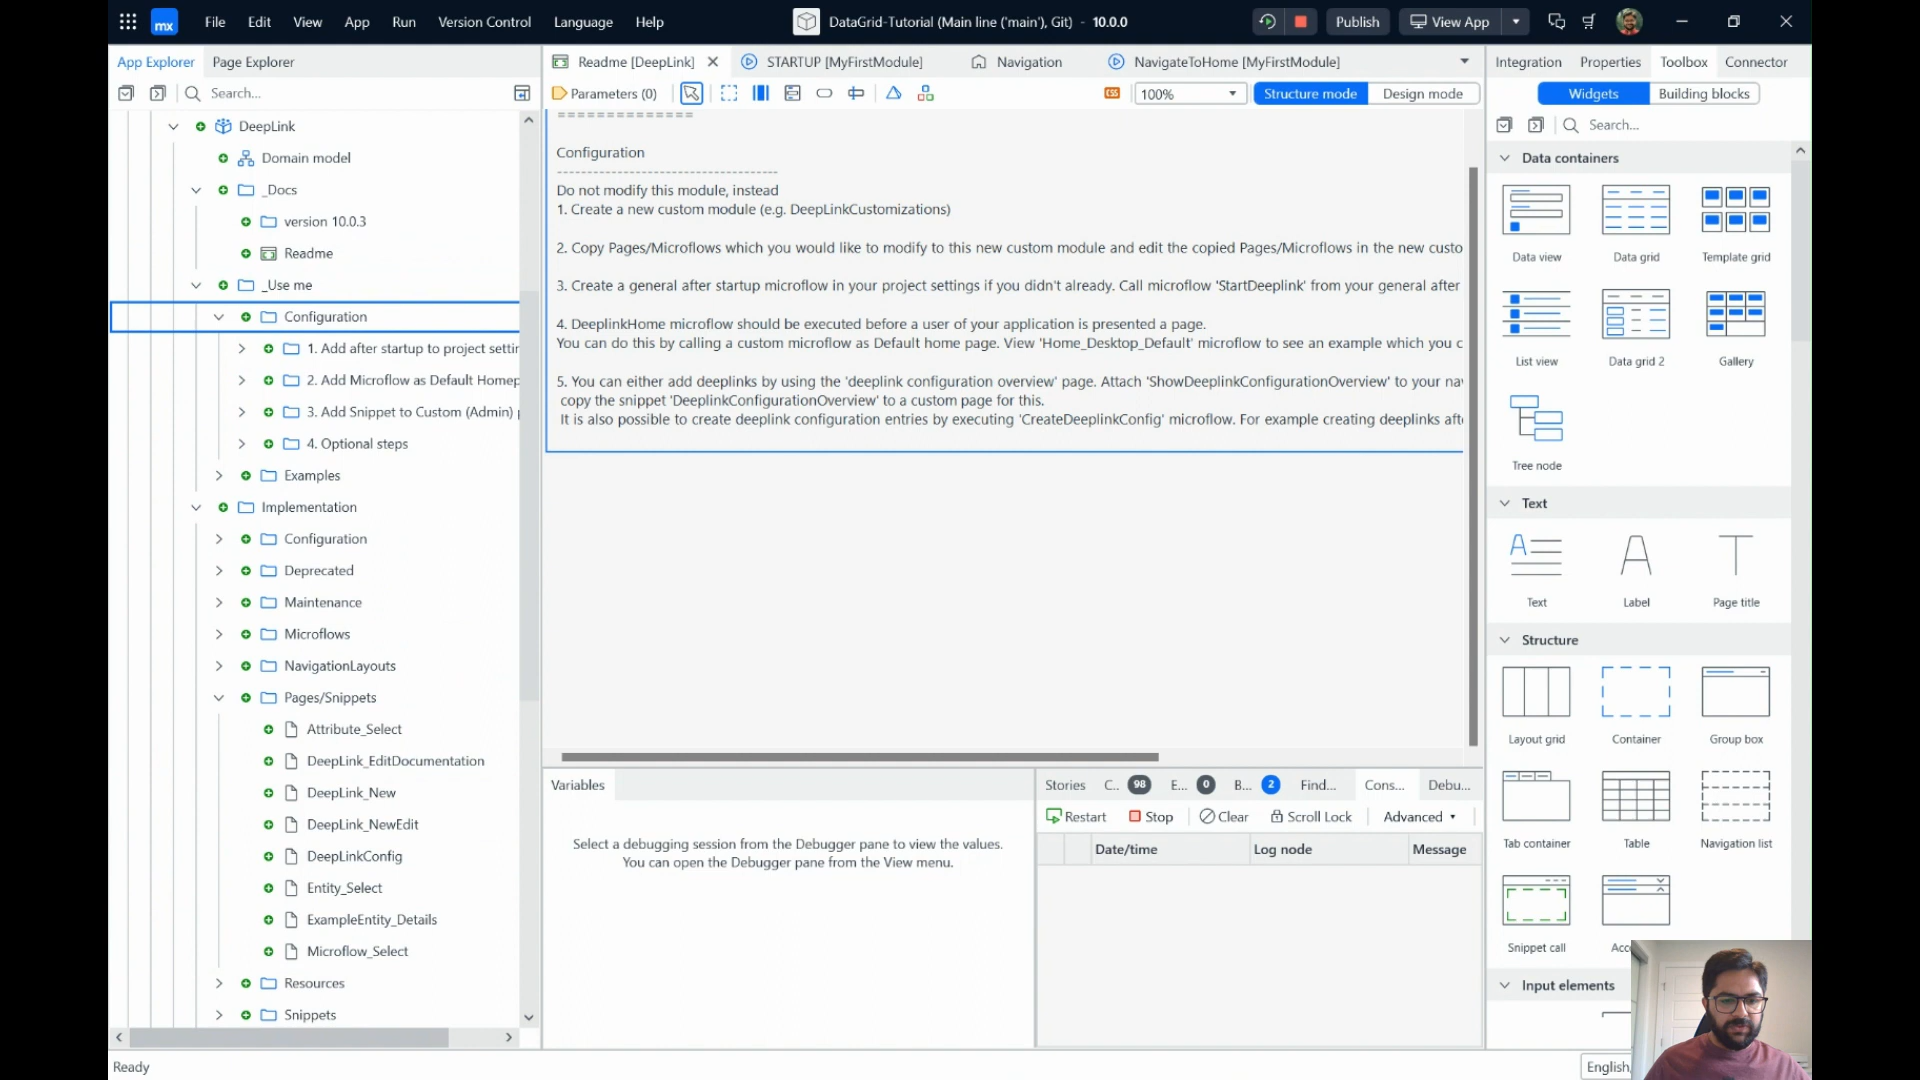 mx File Edit View App Run Version Control Language Help DataGrid-Tutorial (Main line ('main'), Git) - 10.0.0 Publish View App
App Explorer Page Explorer
Search...
DeepLink
Domain model
_Docs
version 10.0.3
Readme
_Use me
Configuration
1. Add after startup to project settin
2. Add Microflow as Default Homep
3. Add Snippet to Custom (Admin) p
4. Optional steps
Examples
Implementation
Configuration
Deprecated
Maintenance
Microflows
NavigationLayouts
Pages/Snippets
Attribute_Select
DeepLink_EditDocumentation
DeepLink_New
DeepLink_NewEdit
DeepLinkConfig
Entity_Select
ExampleEntity_Details
Microflow_Select
Resources
Snippets
Ready
Readme [DeepLink] STARTUP [MyFirstModule] Navigation NavigateToHome [MyFirstModule]
Parameters (0) CSS 100% Structure mode Design mode
==============
Configuration
-------------------------------------
Do not modify this module, instead
1. Create a new custom module (e.g. DeepLinkCustomizations)
2. Copy Pages/Microflows which you would like to modify to this new custom module and edit the copied Pages/Microflows in the new custo
3. Create a general after startup microflow in your project settings if you didn't already. Call microflow 'StartDeeplink' from your general after
4. DeeplinkHome microflow should be executed before a user of your application is presented a page.
You can do this by calling a custom microflow as Default home page. View 'Home_Desktop_Default' microflow to see an example which you c
5. You can either add deeplinks by using the 'deeplink configuration overview' page. Attach 'ShowDeeplinkConfigurationOverview' to your nav
copy the snippet 'DeeplinkConfigurationOverview' to a custom page for this.
It is also possible to create deeplink configuration entries by executing 'CreateDeeplinkConfig' microflow. For example creating deeplinks aft
Variables
Select a debugging session from the Debugger pane to view the values.
You can open the Debugger pane from the View menu.
Stories C.. 98 E... 0 B... 2 Find... Cons... Debu...
Restart Stop Clear Scroll Lock Advanced
Date/time Log node Message
Integration Properties Toolbox Connector
Widgets Building blocks
Search...
Data containers
Data view Data grid Template grid
List view Data grid 2 Gallery
Tree node
Text
Text Label Page title
Structure
Layout grid Container Group box
Tab container Table Navigation list
Snippet call Acc
Input elements
English,